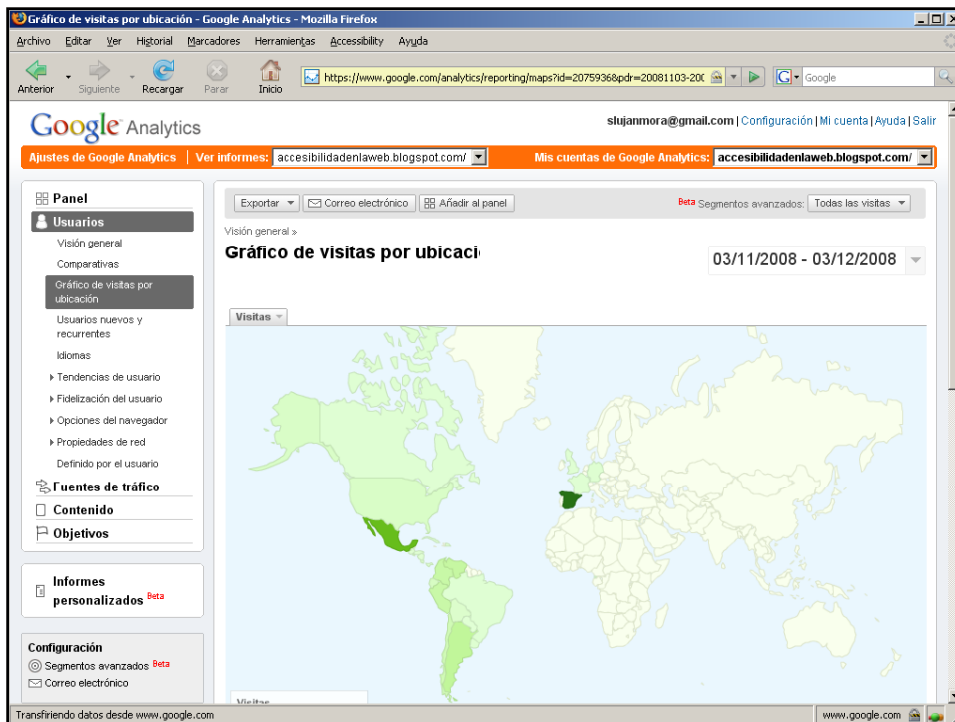 Gráfico de visitas por ubicación - Google Analytics - Mozilla Firefox
Archivo Editar Ver Historial Marcadores Herramientas Accessibility Ayuda
Anterior Siguiente Recargar Parar Inicio
https://www.google.com/analytics/reporting/maps?id=20759368&pdr=20081103-200
Google
Google Analytics
slujanmora@gmail.com | Configuración | Mi cuenta | Ayuda | Salir
Ajustes de Google Analytics | Ver informes: accesibilidadenlaweb.blogspot.com/ Mis cuentas de Google Analytics: accesibilidadenlaweb.blogspot.com/
Panel
Usuarios
Visión general
Comparativas
Gráfico de visitas por
ubicación
Usuarios nuevos y
recurrentes
Idiomas
Tendencias de usuario
Fidelización del usuario
Opciones del navegador
Propiedades de red
Definido por el usuario
Fuentes de tráfico
Contenido
Objetivos
Informes
personalizados Beta
Configuración
Segmentos avanzados Beta
Correo electrónico
Exportar Correo electrónico Añadir al panel Beta Segmentos avanzados: Todas las visitas
Visión general »
Gráfico de visitas por ubicaci
03/11/2008 - 03/12/2008
Visitas
Visitas
Transfiriendo datos desde www.google.com
www.google.com